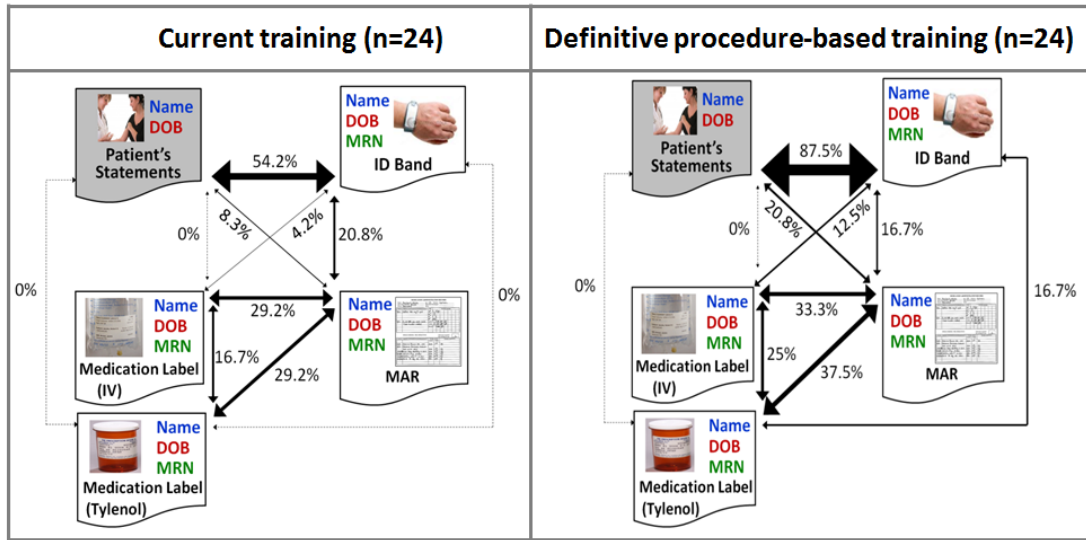 Current training (n=24)
Name
DOB
Patient's
Statements
Name
DOB
MRN
ID Band
54.2%
8.3%
4.2%
0%
20.8%
0%
0%
Name
DOB
MRN
Medication Label
(IV)
29.2%
16.7%
29.2%
Name
DOB
MRN
MAR
Name
DOB
MRN
Medication Label
(Tylenol)
Definitive procedure-based training (n=24)
Name
DOB
Patient's
Statements
Name
DOB
MRN
ID Band
87.5%
20.8%
12.5%
0%
16.7%
0%
16.7%
Name
DOB
MRN
Medication Label
(IV)
33.3%
25%
37.5%
Name
DOB
MRN
MAR
Name
DOB
MRN
Medication Label
(Tylenol)